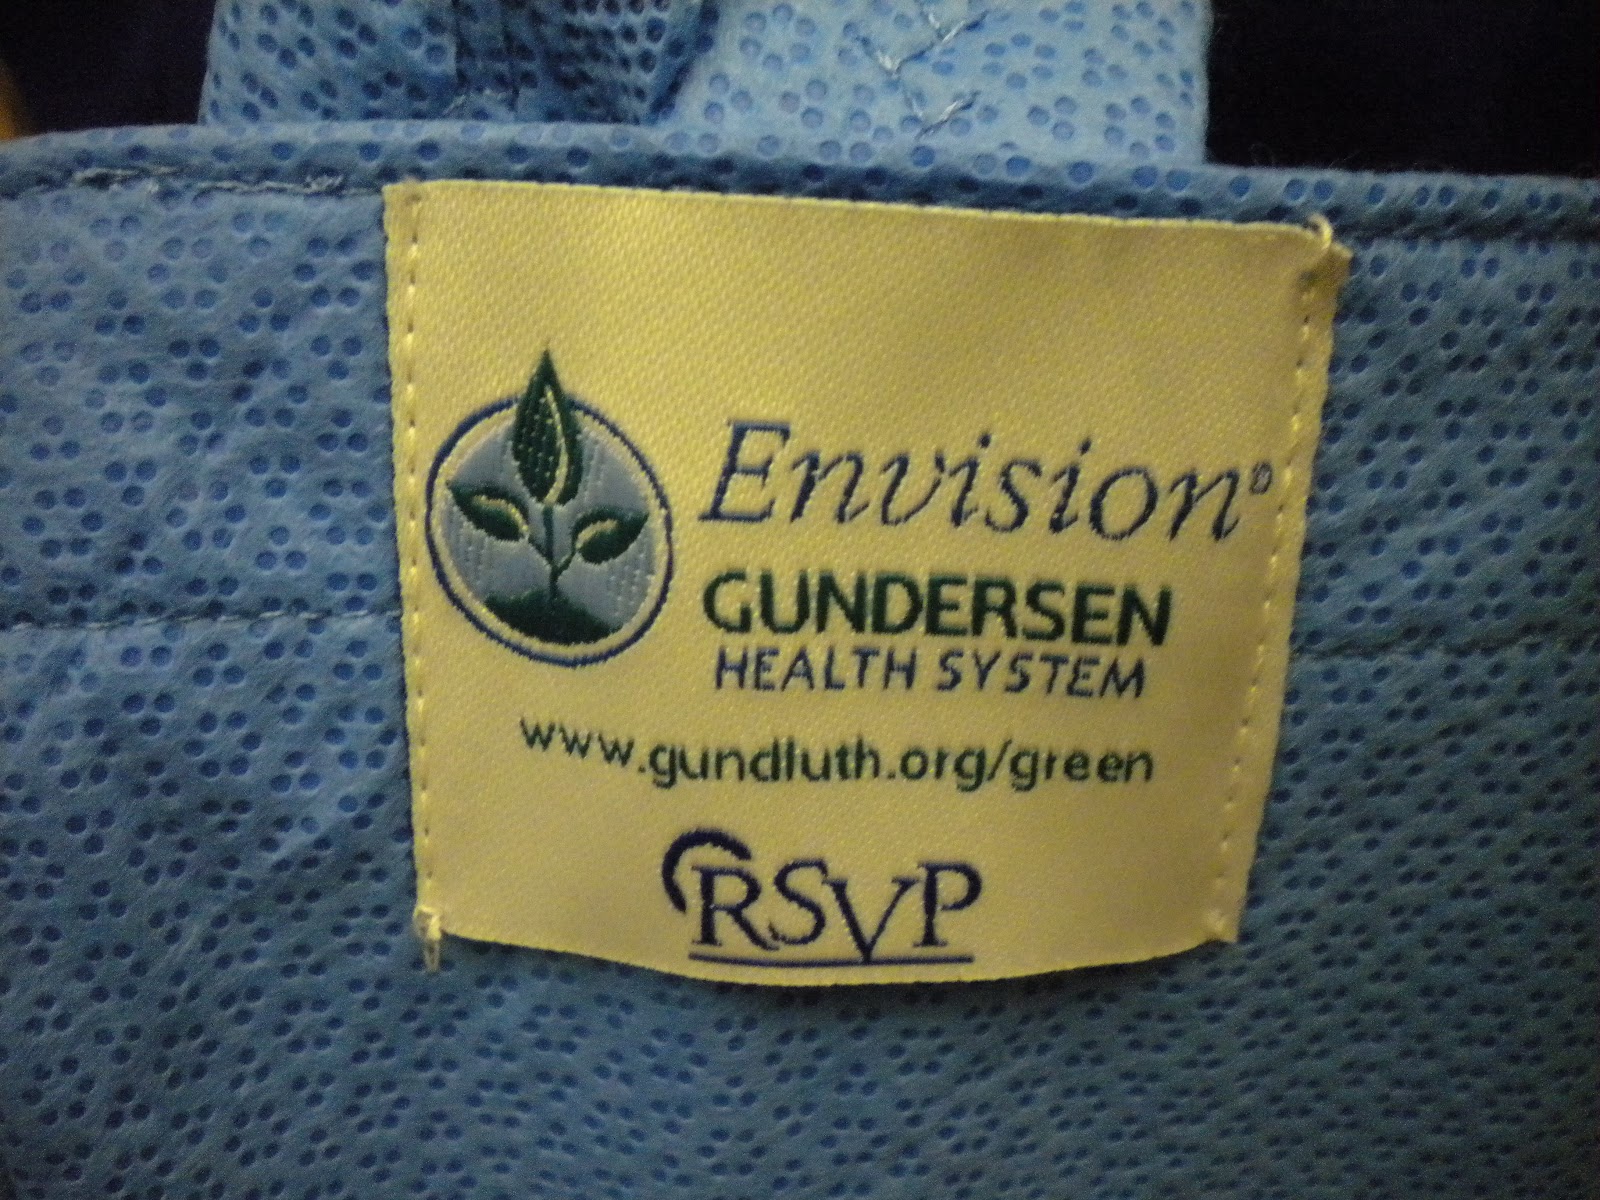 Envision®
GUNDERSEN
HEALTH SYSTEM
www.gundluth.org/green
RSVP